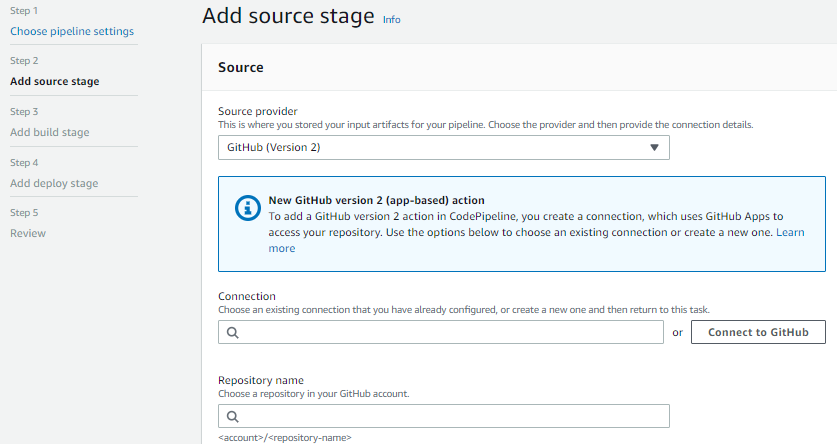 Step 1
Choose pipeline settings
Step 2
Add source stage
Step 3
Add build stage
Step 4
Add deploy stage
Step 5
Review
Add source stage Info
Source
Source provider
This is where you stored your input artifacts for your pipeline. Choose the provider and then provide the connection details.
GitHub (Version 2)
New GitHub version 2 (app-based) action
To add a GitHub version 2 action in CodePipeline, you create a connection, which uses GitHub Apps to
access your repository. Use the options below to choose an existing connection or create a new one. Learn
more
Connection
Choose an existing connection that you have already configured, or create a new one and then return to this task.
or Connect to GitHub
Repository name
Choose a repository in your GitHub account.
<account>/<repository-name>